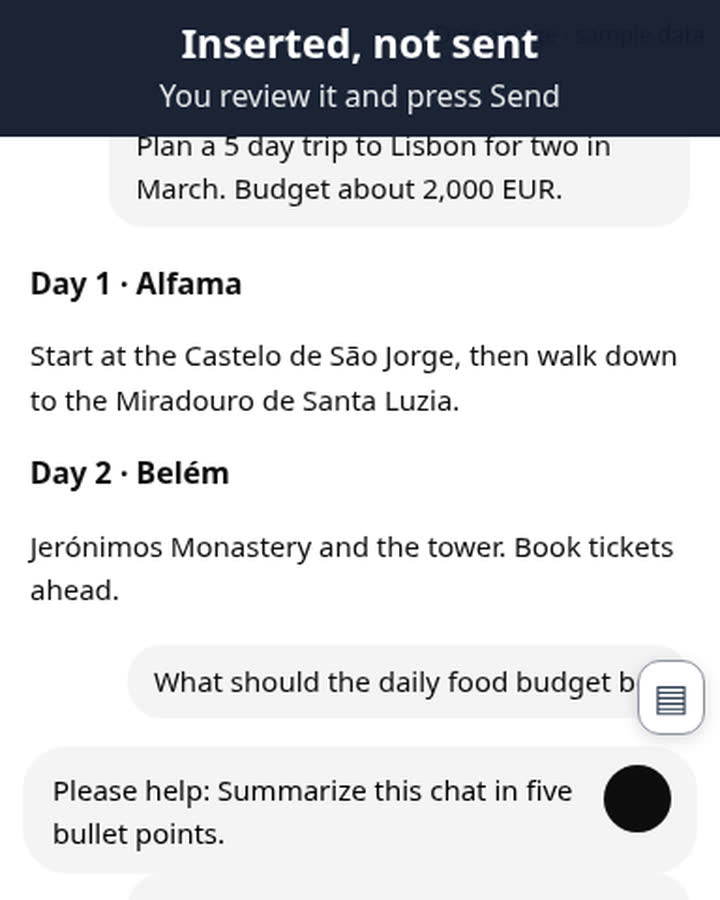 Inserted, not sent
sample data
You review it and press Send
Plan a 5 day trip to Lisbon for two in
March. Budget about 2,000 EUR.
Day 1 · Alfama
Start at the Castelo de São Jorge, then walk down
to the Miradouro de Santa Luzia.
Day 2 · Belém
Jerónimos Monastery and the tower. Book tickets
ahead.
What should the daily food budget b
Please help: Summarize this chat in five
bullet points.